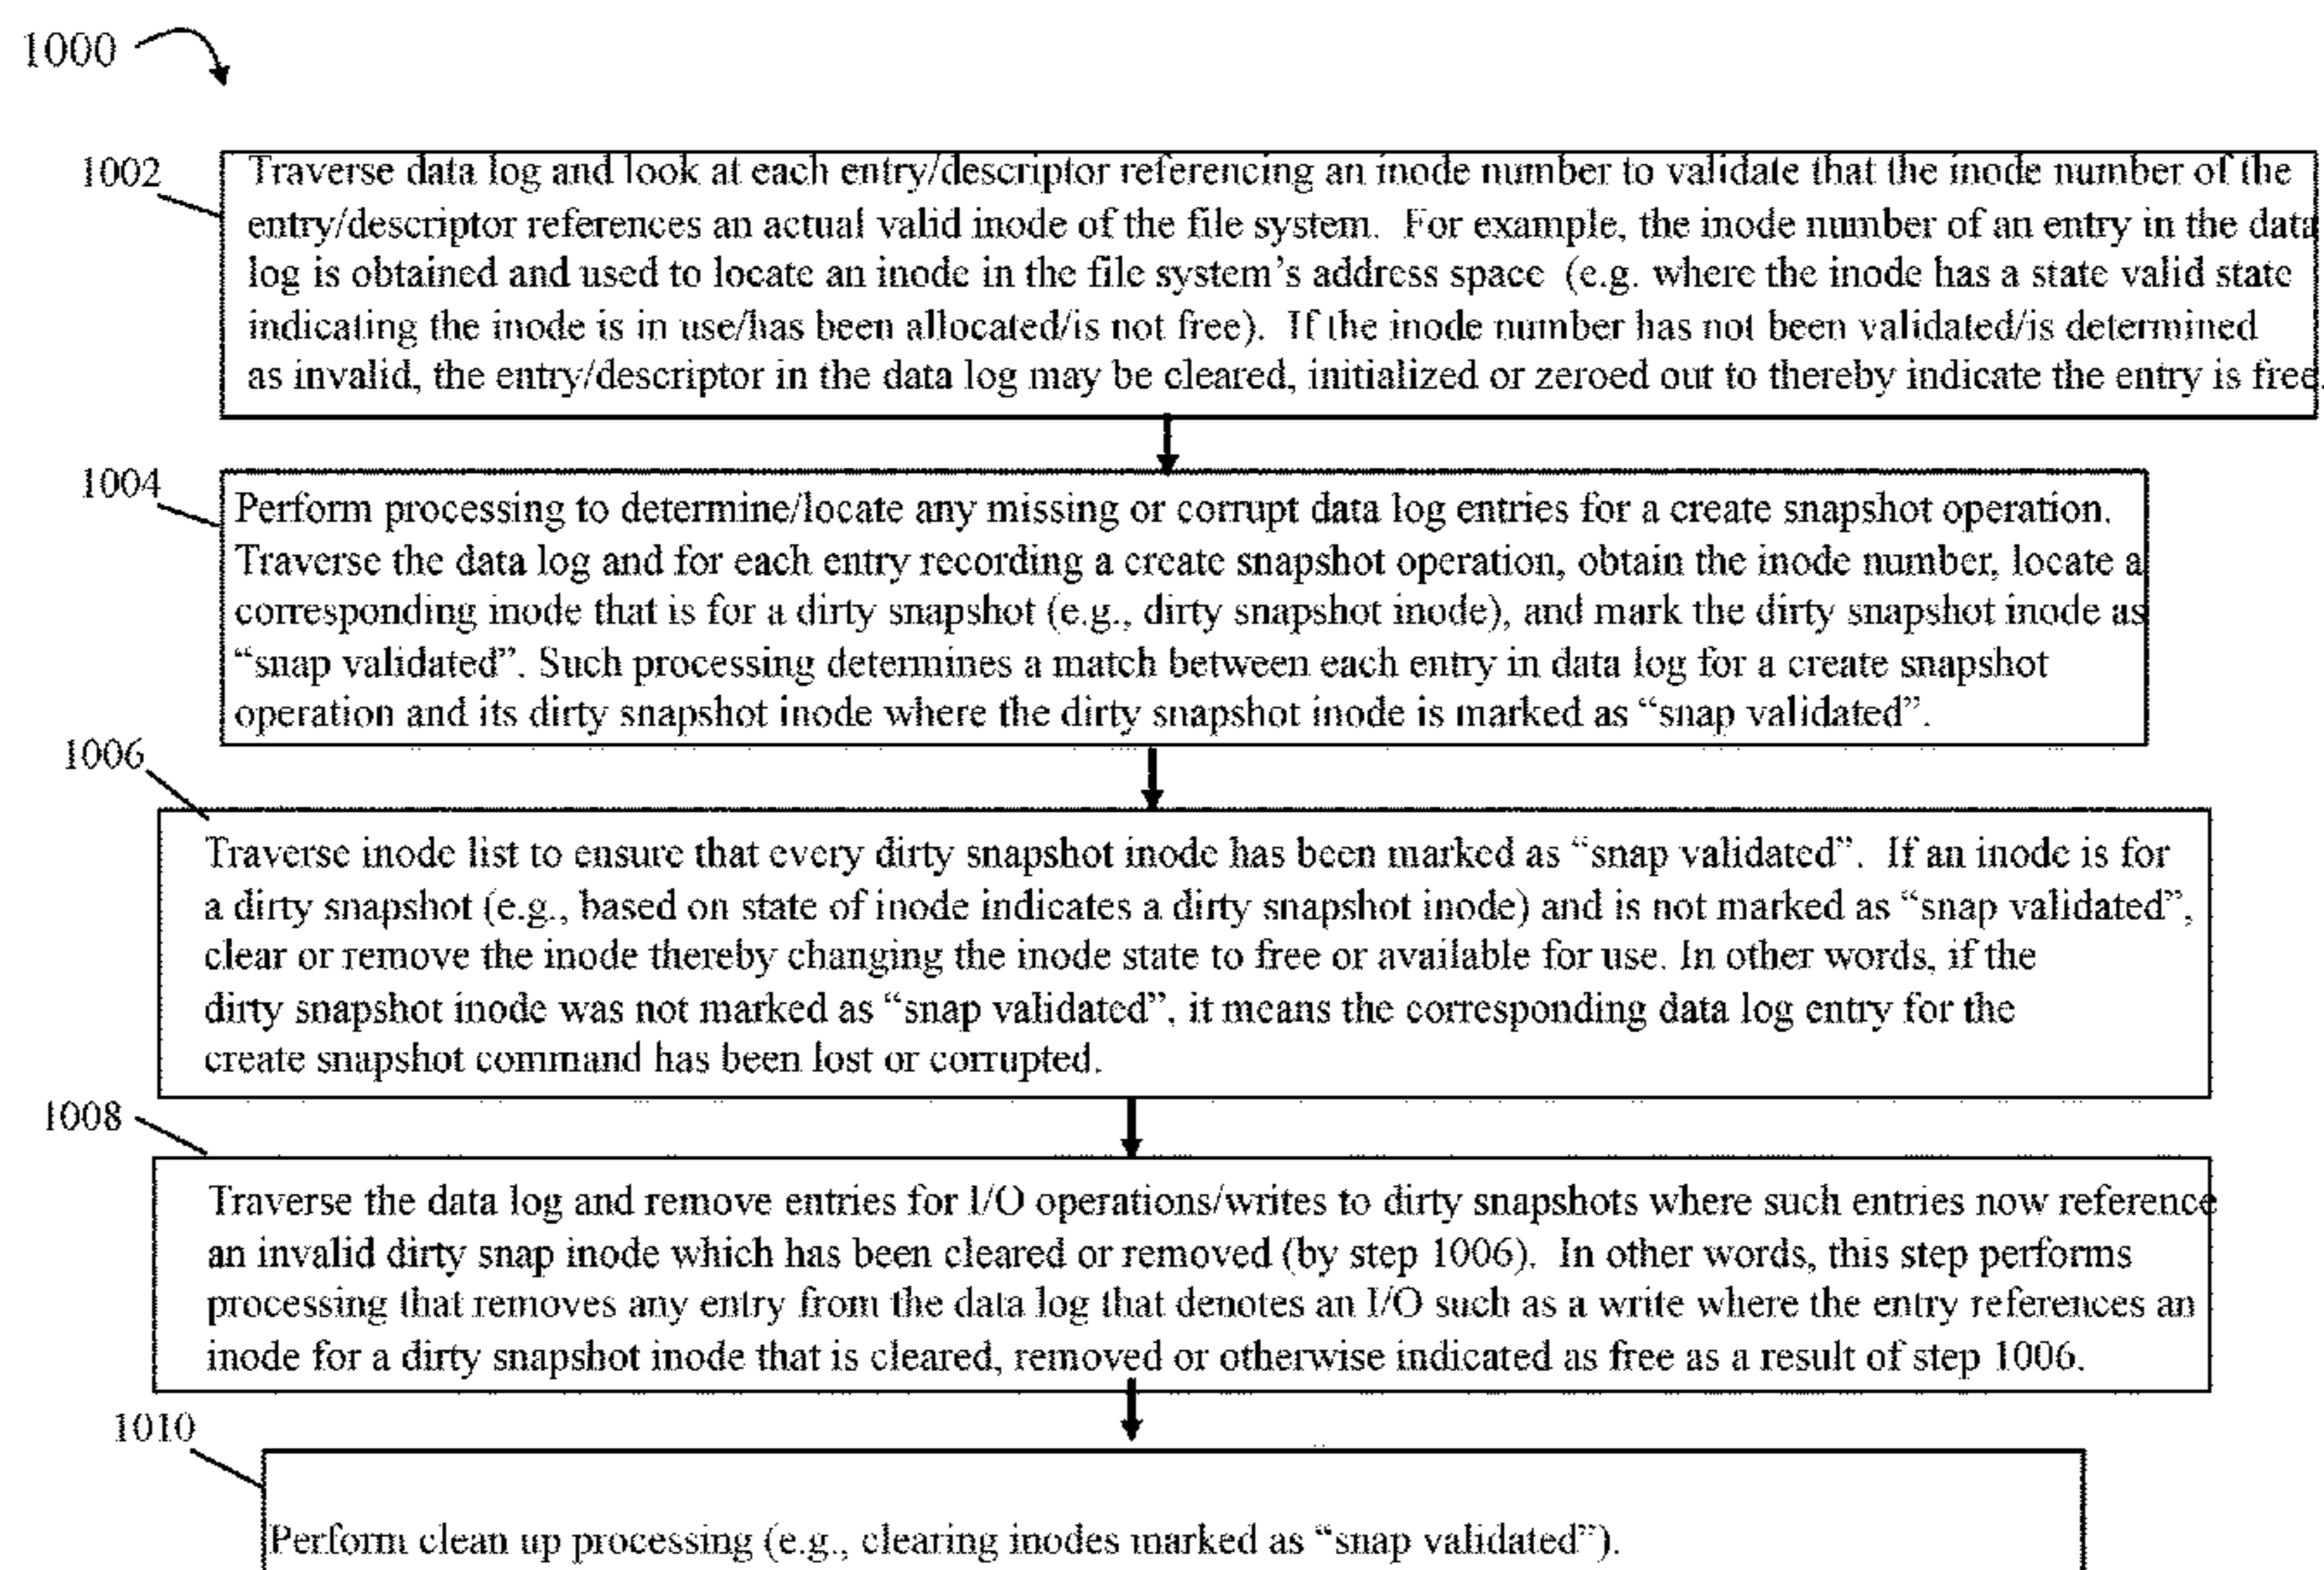 1000
1002
Traverse data log and look at each entry/descriptor referencing an inode number to validate that the inode number of the
entry/descriptor references an actual valid inode of the file system. For example, the inode number of an entry in the data
log is obtained and used to locate an inode in the file system's address space (e.g. where the inode has a state valid state
indicating the inode is in use/has been allocated/is not free). If the inode number has not been validated/is determined
as invalid, the entry/descriptor in the data log may be cleared, initialized or zeroed out to thereby indicate the entry is free.
1004
Perform processing to determine/locate any missing or corrupt data log entries for a create snapshot operation.
Traverse the data log and for each entry recording a create snapshot operation, obtain the inode number, locate a
corresponding inode that is for a dirty snapshot (e.g., dirty snapshot inode), and mark the dirty snapshot inode as
“snap validated”. Such processing determines a match between each entry in data log for a create snapshot
operation and its dirty snapshot inode where the dirty snapshot inode is marked as “snap validated”.
1006
Traverse inode list to ensure that every dirty snapshot inode has been marked as “snap validated”. If an inode is for
a dirty snapshot (e.g., based on state of inode indicates a dirty snapshot inode) and is not marked as “snap validated”,
clear or remove the inode thereby changing the inode state to free or available for use. In other words, if the
dirty snapshot inode was not marked as “snap validated”, it means the corresponding data log entry for the
create snapshot command has been lost or corrupted.
1008
Traverse the data log and remove entries for I/O operations/writes to dirty snapshots where such entries now reference
an invalid dirty snap inode which has been cleared or removed (by step 1006). In other words, this step performs
processing that removes any entry from the data log that denotes an I/O such as a write where the entry references an
inode for a dirty snapshot inode that is cleared, removed or otherwise indicated as free as a result of step 1006.
1010
Perform clean up processing (e.g., clearing inodes marked as “snap validated”).